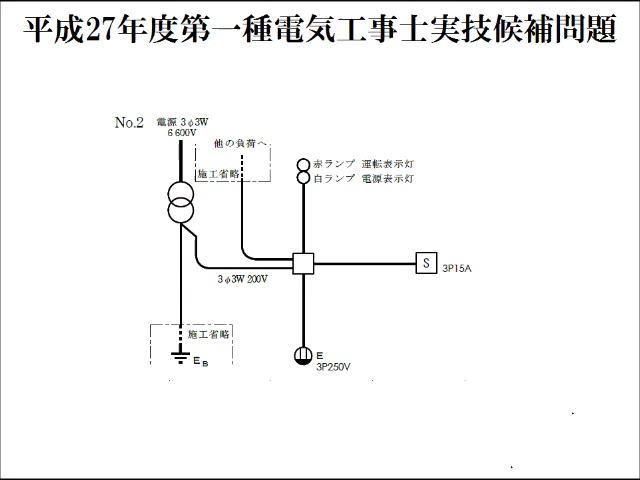 平成27年度第一種電気工事士実技候補問題
No.2
電源 3φ3W
6600V
他の負荷へ
施工省略
赤ランプ 運転表示灯
白ランプ 電源表示灯
S
3P15A
3φ3W 200V
施工省略
EB
E
3P250V